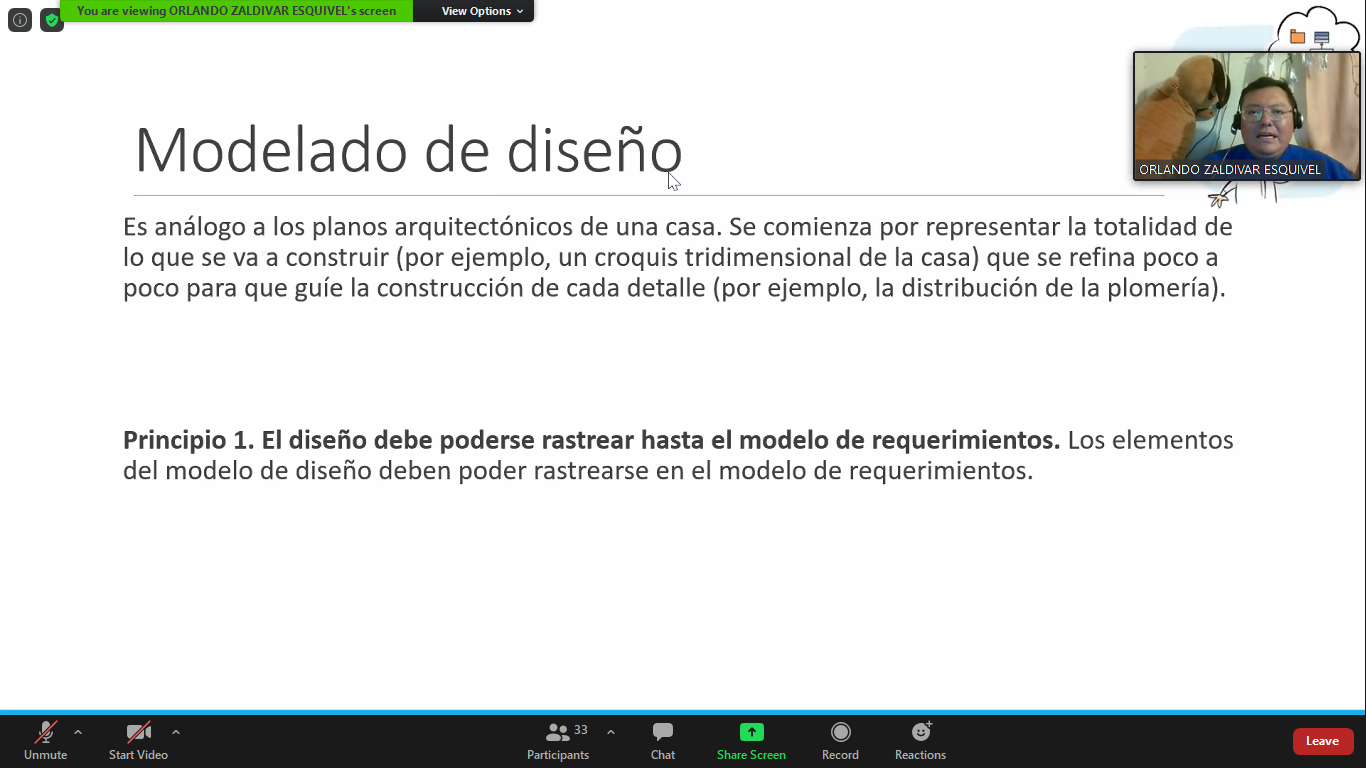 You are viewing ORLANDO ZALDIVAR ESQUIVEL's screen
View Options
ORLANDO ZALDIVAR ESQUIVEL
Modelado de diseño
Es análogo a los planos arquitectónicos de una casa. Se comienza por representar la totalidad de
lo que se va a construir (por ejemplo, un croquis tridimensional de la casa) que se refina poco a
poco para que guíe la construcción de cada detalle (por ejemplo, la distribución de la plomería).
Principio 1. El diseño debe poderse rastrear hasta el modelo de requerimientos. Los elementos
del modelo de diseño deben poder rastrearse en el modelo de requerimientos.
Unmute
Start Video
33
Participants
Chat
Share Screen
Record
Reactions
Leave